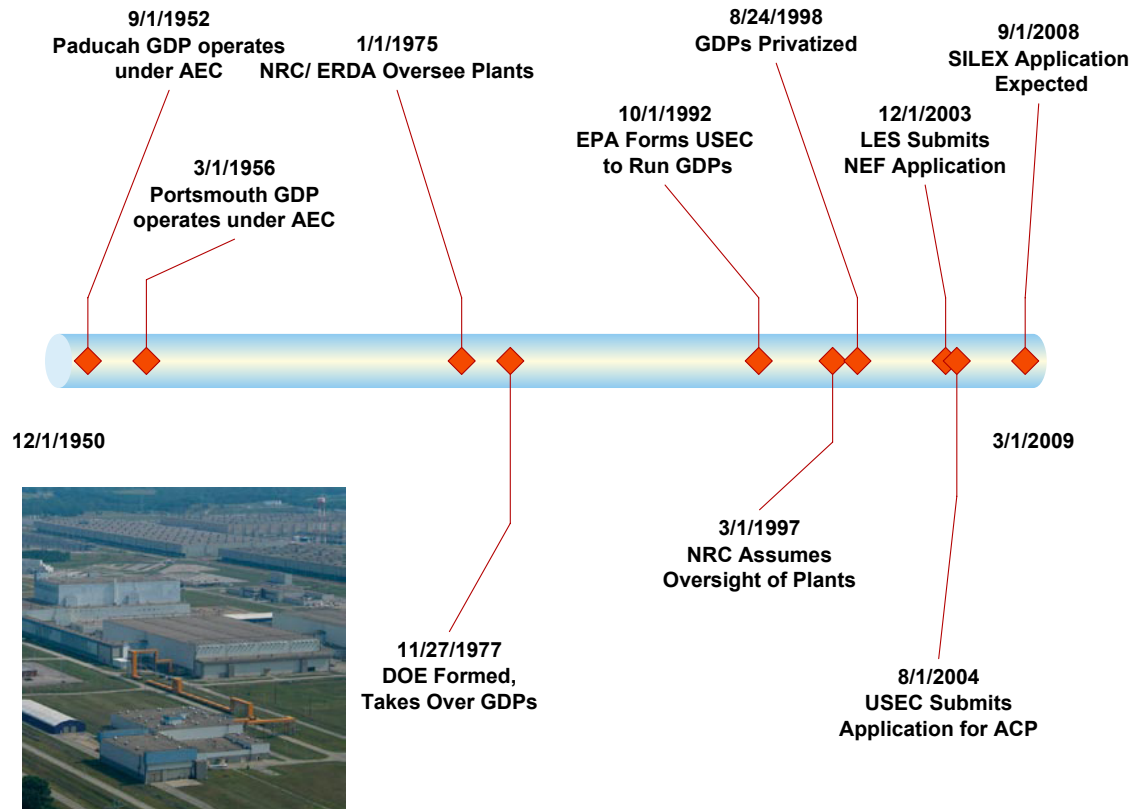 9/1/1952
Paducah GDP operates
under AEC
3/1/1956
Portsmouth GDP
operates under AEC
1/1/1975
NRC/ ERDA Oversee Plants
10/1/1992
EPA Forms USEC
to Run GDPs
8/24/1998
GDPs Privatized
12/1/2003
LES Submits
NEF Application
9/1/2008
SILEX Application
Expected
12/1/1950
3/1/2009
11/27/1977
DOE Formed,
Takes Over GDPs
3/1/1997
NRC Assumes
Oversight of Plants
8/1/2004
USEC Submits
Application for ACP